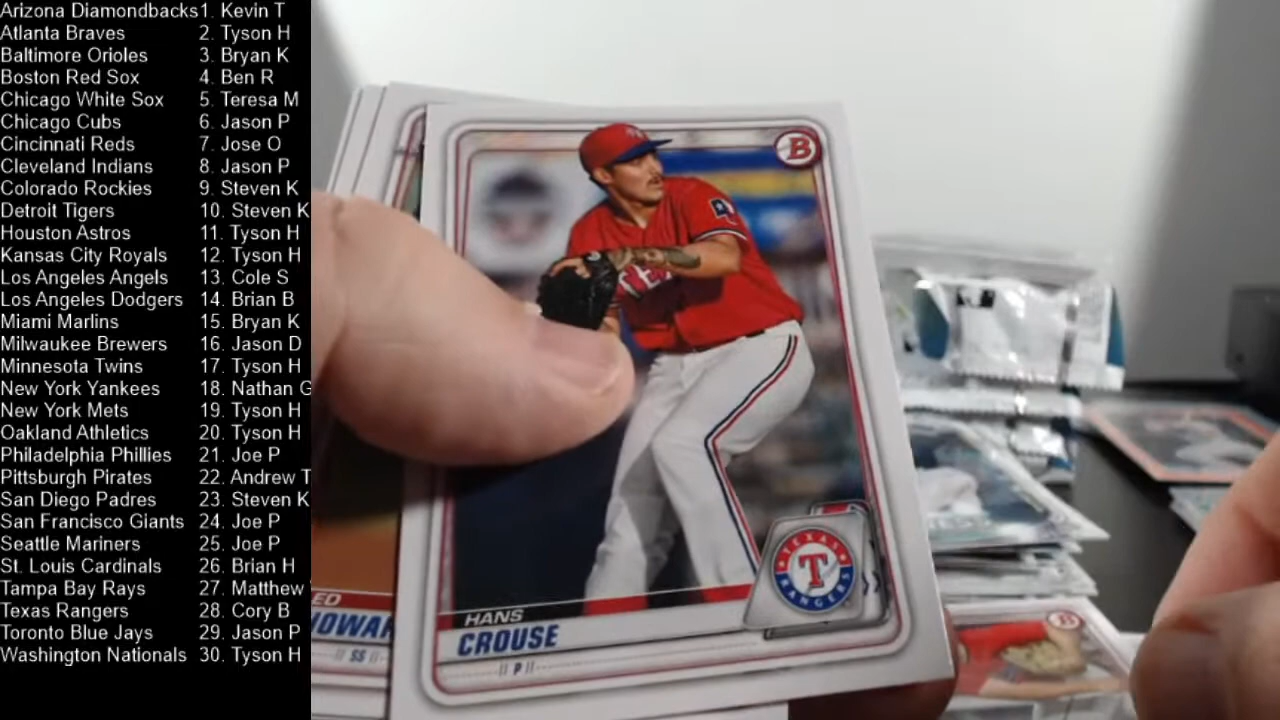 Arizona Diamondbacks 1. Kevin T
Atlanta Braves 2. Tyson H
Baltimore Orioles 3. Bryan K
Boston Red Sox 4. Ben R
Chicago White Sox 5. Teresa M
Chicago Cubs 6. Jason P
Cincinnati Reds 7. Jose O
Cleveland Indians 8. Jason P
Colorado Rockies 9. Steven K
Detroit Tigers 10. Steven K
Houston Astros 11. Tyson H
Kansas City Royals 12. Tyson H
Los Angeles Angels 13. Cole S
Los Angeles Dodgers 14. Brian B
Miami Marlins 15. Bryan K
Milwaukee Brewers 16. Jason D
Minnesota Twins 17. Tyson H
New York Yankees 18. Nathan G
New York Mets 19. Tyson H
Oakland Athletics 20. Tyson H
Philadelphia Phillies 21. Joe P
Pittsburgh Pirates 22. Andrew T
San Diego Padres 23. Steven K
San Francisco Giants 24. Joe P
Seattle Mariners 25. Joe P
St. Louis Cardinals 26. Brian H
Tampa Bay Rays 27. Matthew
Texas Rangers 28. Cory B
Toronto Blue Jays 29. Jason P
Washington Nationals 30. Tyson H
B
TEXAS
T
RANGERS
HANS
CROUSE
P
SS
B